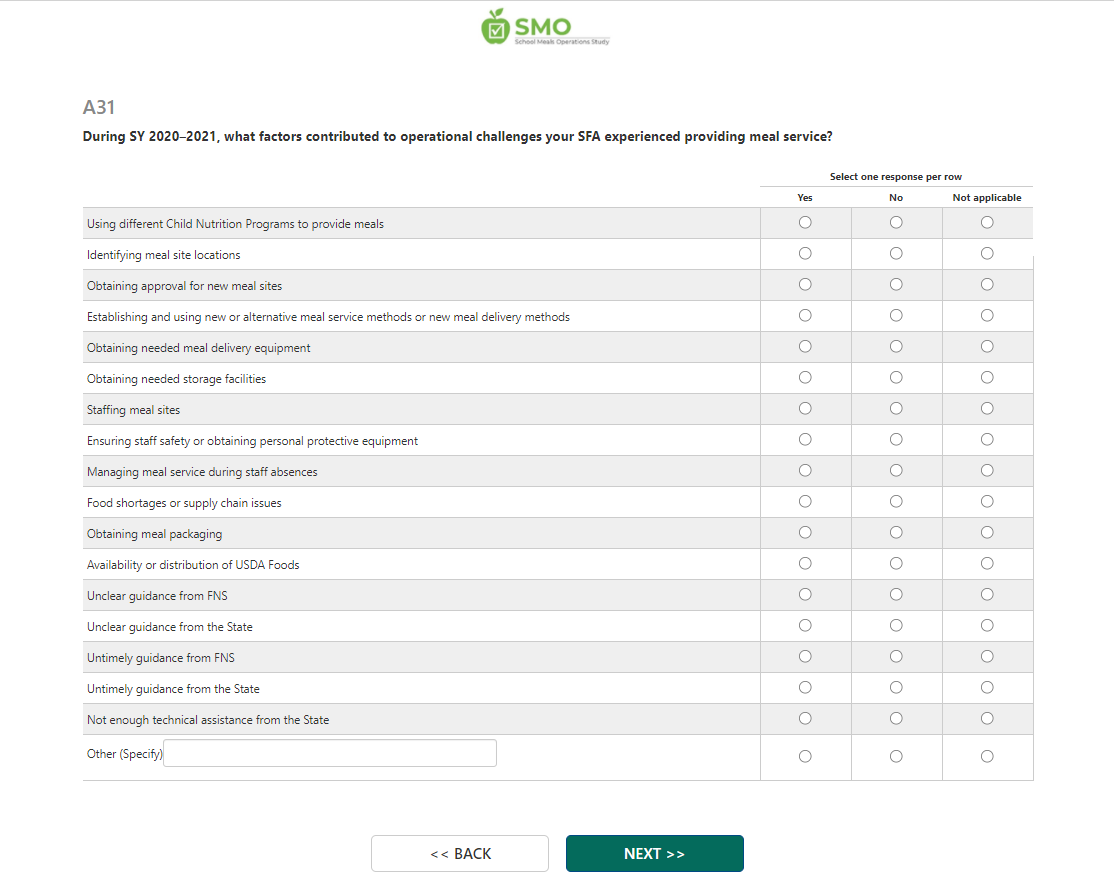 SMO
School Meals Operations Study
A31
During SY 2020–2021, what factors contributed to operational challenges your SFA experienced providing meal service?
Select one response per row
Yes No Not applicable
Using different Child Nutrition Programs to provide meals
Identifying meal site locations
Obtaining approval for new meal sites
Establishing and using new or alternative meal service methods or new meal delivery methods
Obtaining needed meal delivery equipment
Obtaining needed storage facilities
Staffing meal sites
Ensuring staff safety or obtaining personal protective equipment
Managing meal service during staff absences
Food shortages or supply chain issues
Obtaining meal packaging
Availability or distribution of USDA Foods
Unclear guidance from FNS
Unclear guidance from the State
Untimely guidance from FNS
Untimely guidance from the State
Not enough technical assistance from the State
Other (Specify)
<< BACK NEXT >>